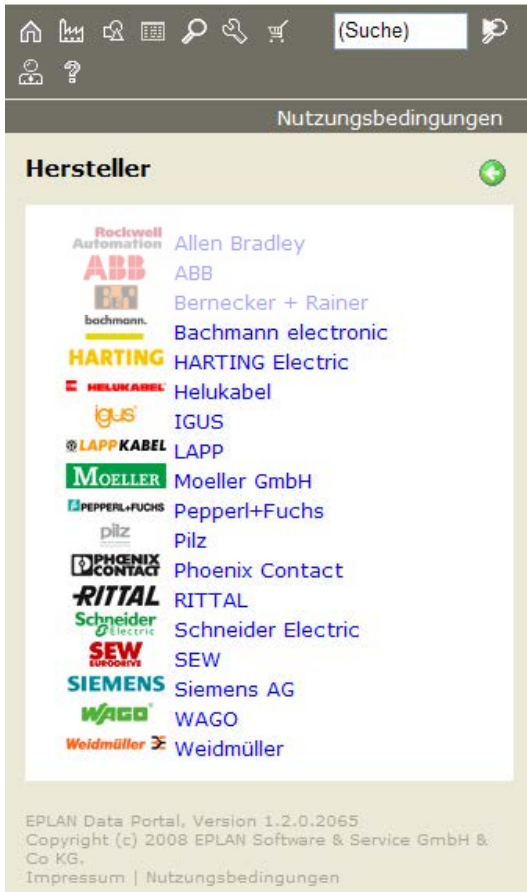 (Suche)
Nutzungsbedingungen
Hersteller
Rockwell
Automation
Allen Bradley
ABB
ABB
B&R
Bernecker + Rainer
bachmann.
Bachmann electronic
HARTING
HARTING Electric
HELUKABEL
Helukabel
igus
IGUS
LAPP KABEL
LAPP
MOELLER
Moeller GmbH
PEPPERL+FUCHS
Pepperl+Fuchs
pilz
Pilz
PHŒNIX
CONTACT
Phoenix Contact
RITTAL
RITTAL
Schneider
Electric
Schneider Electric
SEW
EURODRIVE
SEW
SIEMENS
Siemens AG
WAGO
WAGO
Weidmüller
Weidmüller
EPLAN Data Portal, Version 1.2.0.2065
Copyright (c) 2008 EPLAN Software & Service GmbH &
Co KG.
Impressum | Nutzungsbedingungen